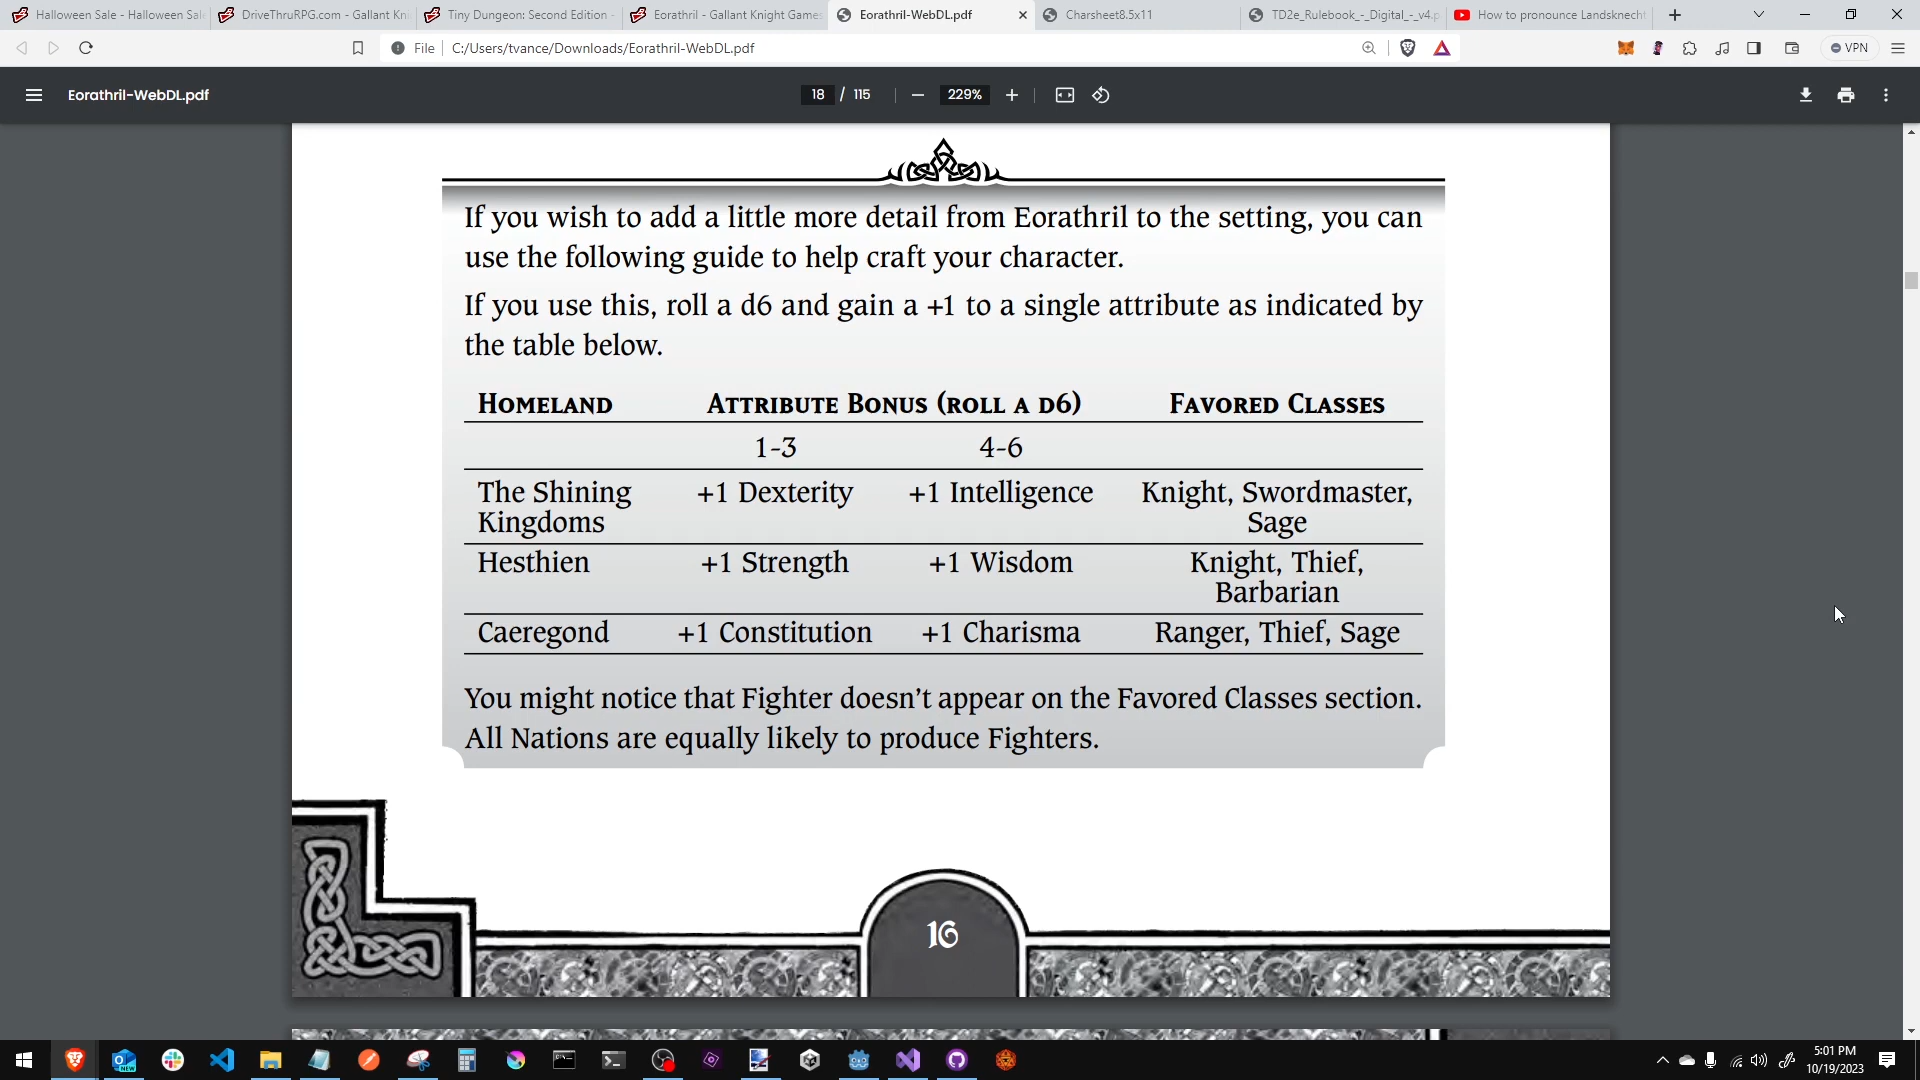 Halloween Sale - Halloween Sal
DriveThruRPG.com - Gallant Kni
Tiny Dungeon: Second Edition -
Eorathril - Gallant Knight Games
Eorathril-WebDL.pdf
Charsheet8.5x11
TD2e_Rulebook_-_Digital_-_v4.p
How to pronounce Landsknecht
File
C:/Users/tvance/Downloads/Eorathril-WebDL.pdf
VPN
Eorathril-WebDL.pdf
18 / 115
229%
If you wish to add a little more detail from Eorathril to the setting, you can
use the following guide to help craft your character.
If you use this, roll a d6 and gain a +1 to a single attribute as indicated by
the table below.
Homeland Attribute Bonus (roll a d6) Favored Classes
1-3 4-6
The Shining +1 Dexterity +1 Intelligence Knight, Swordmaster,
Kingdoms Sage
Hesthien +1 Strength +1 Wisdom Knight, Thief,
Barbarian
Caeregond +1 Constitution +1 Charisma Ranger, Thief, Sage
You might notice that Fighter doesn't appear on the Favored Classes section.
All Nations are equally likely to produce Fighters.
16
NEW
5:01 PM
10/19/2023